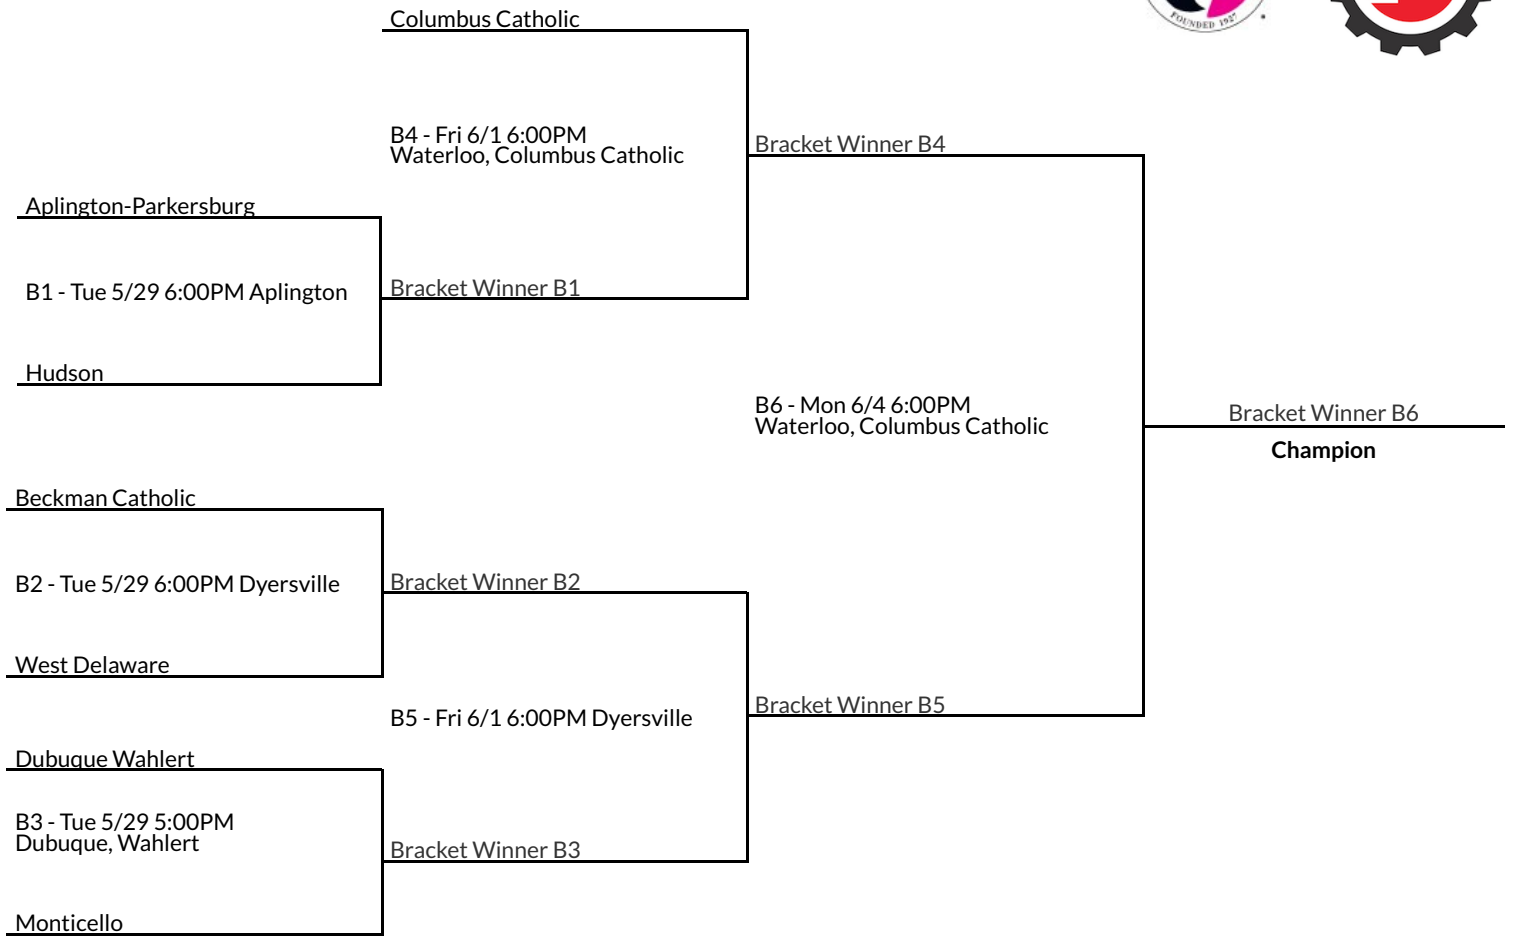 Columbus Catholic
FOUNDED 1927
B4 - Fri 6/1 6:00PM
Waterloo, Columbus Catholic
Bracket Winner B4
Aplington-Parkersburg
B1 - Tue 5/29 6:00PM Aplington
Bracket Winner B1
Hudson
B6 - Mon 6/4 6:00PM
Waterloo, Columbus Catholic
Bracket Winner B6
Champion
Beckman Catholic
B2 - Tue 5/29 6:00PM Dyersville
Bracket Winner B2
West Delaware
B5 - Fri 6/1 6:00PM Dyersville
Bracket Winner B5
Dubuque Wahlert
B3 - Tue 5/29 5:00PM
Dubuque, Wahlert
Bracket Winner B3
Monticello